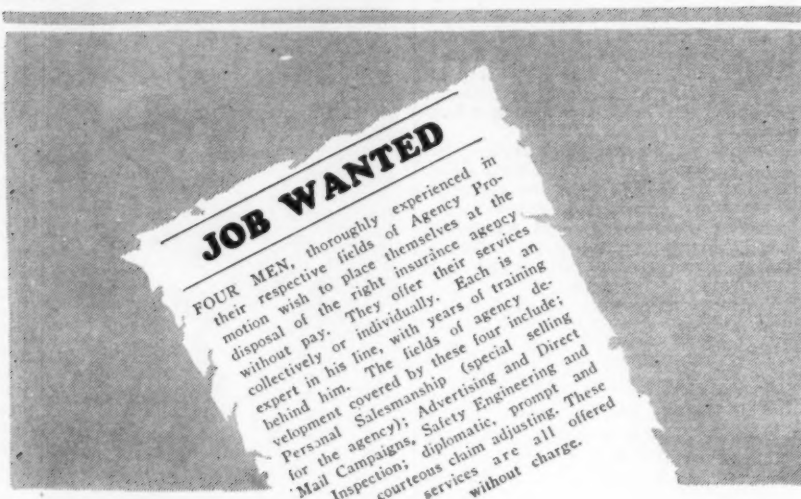 JOB WANTED
FOUR MEN, thoroughly experienced in
their respective fields of Agency Pro-
motion wish to place themselves at the
disposal of the right insurance agency
without pay. They offer their services
collectively or individually. Each is an
expert in his line, with years of training
behind him. The fields of agency de-
velopment covered by these four include;
Personal Salesmanship (special selling
for the agency); Advertising and Direct
Mail Campaigns, Safety Engineering and
Inspection; diplomatic, prompt and
courteous claim adjusting. These
services are all offered
without charge.